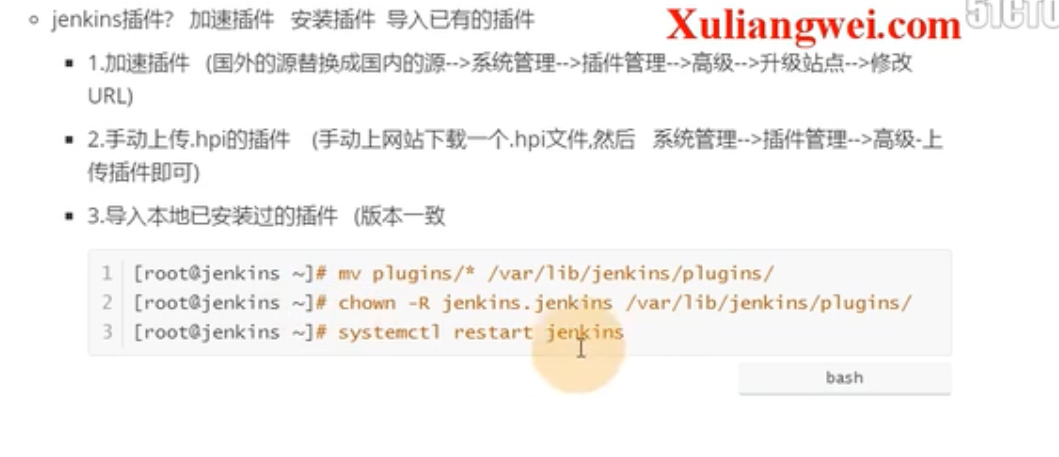 jenkins插件? 加速插件 安装插件 导入已有的插件
Xuliangwei.com
1.加速插件 (国外的源替换成国内的源-->系统管理-->插件管理-->高级-->升级站点-->修改
URL)
2.手动上传.hpi的插件 (手动上网站下载一个.hpi文件,然后 系统管理-->插件管理-->高级-上
传插件即可)
3.导入本地已安装过的插件 (版本一致
1 [root@jenkins ~]# mv plugins/* /var/lib/jenkins/plugins/
2 [root@jenkins ~]# chown -R jenkins.jenkins /var/lib/jenkins/plugins/
3 [root@jenkins ~]# systemctl restart jenkins
bash